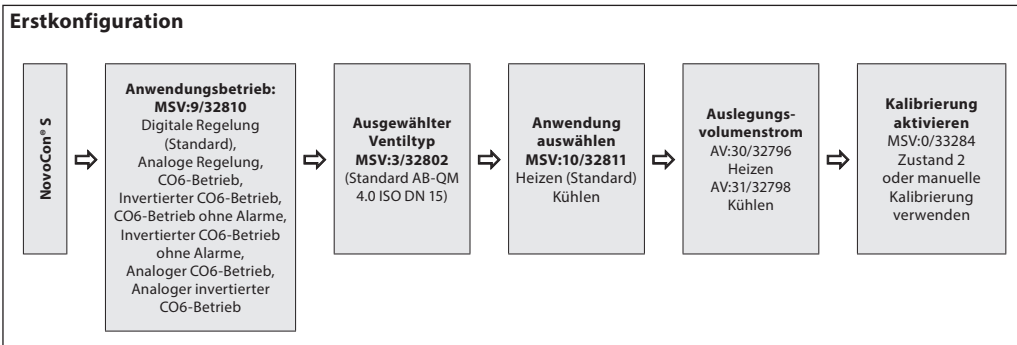 Erstkonfiguration
NovoCon® S
Anwendungsbetrieb:
MSV:9/32810
Digitale Regelung
(Standard),
Analoge Regelung,
CO6-Betrieb,
Invertierter CO6-Betrieb,
CO6-Betrieb ohne Alarme,
Invertierter CO6-Betrieb
ohne Alarme,
Analoger CO6-Betrieb,
Analoger invertierter
CO6-Betrieb
Ausgewählter
Ventiltyp
MSV:3/32802
(Standard AB-QM
4.0 ISO DN 15)
Anwendung
auswählen
MSV:10/32811
Heizen (Standard)
Kühlen
Auslegungs-
volumenstrom
AV:30/32796
Heizen
AV:31/32798
Kühlen
Kalibrierung
aktivieren
MSV:0/33284
Zustand 2
oder manuelle
Kalibrierung
verwenden